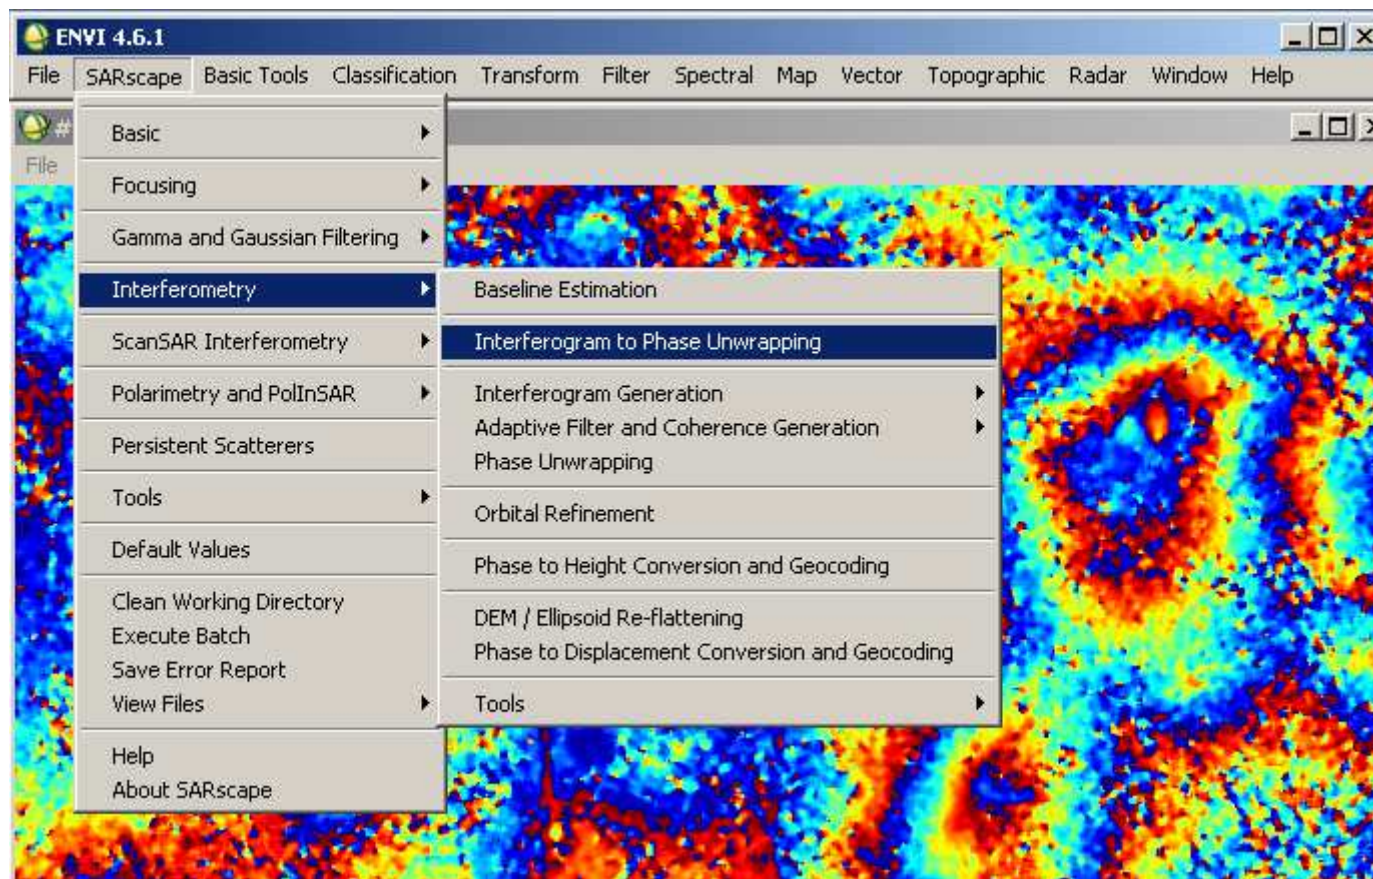 ENVI 4.6.1
File SARscape Basic Tools Classification Transform Filter Spectral Map Vector Topographic Radar Window Help
#
File
Basic
Focusing
Gamma and Gaussian Filtering
Interferometry
ScanSAR Interferometry
Polarimetry and PolInSAR
Persistent Scatterers
Tools
Default Values
Clean Working Directory
Execute Batch
Save Error Report
View Files
Help
About SARscape
Baseline Estimation
Interferogram to Phase Unwrapping
Interferogram Generation
Adaptive Filter and Coherence Generation
Phase Unwrapping
Orbital Refinement
Phase to Height Conversion and Geocoding
DEM / Ellipsoid Re-flattening
Phase to Displacement Conversion and Geocoding
Tools